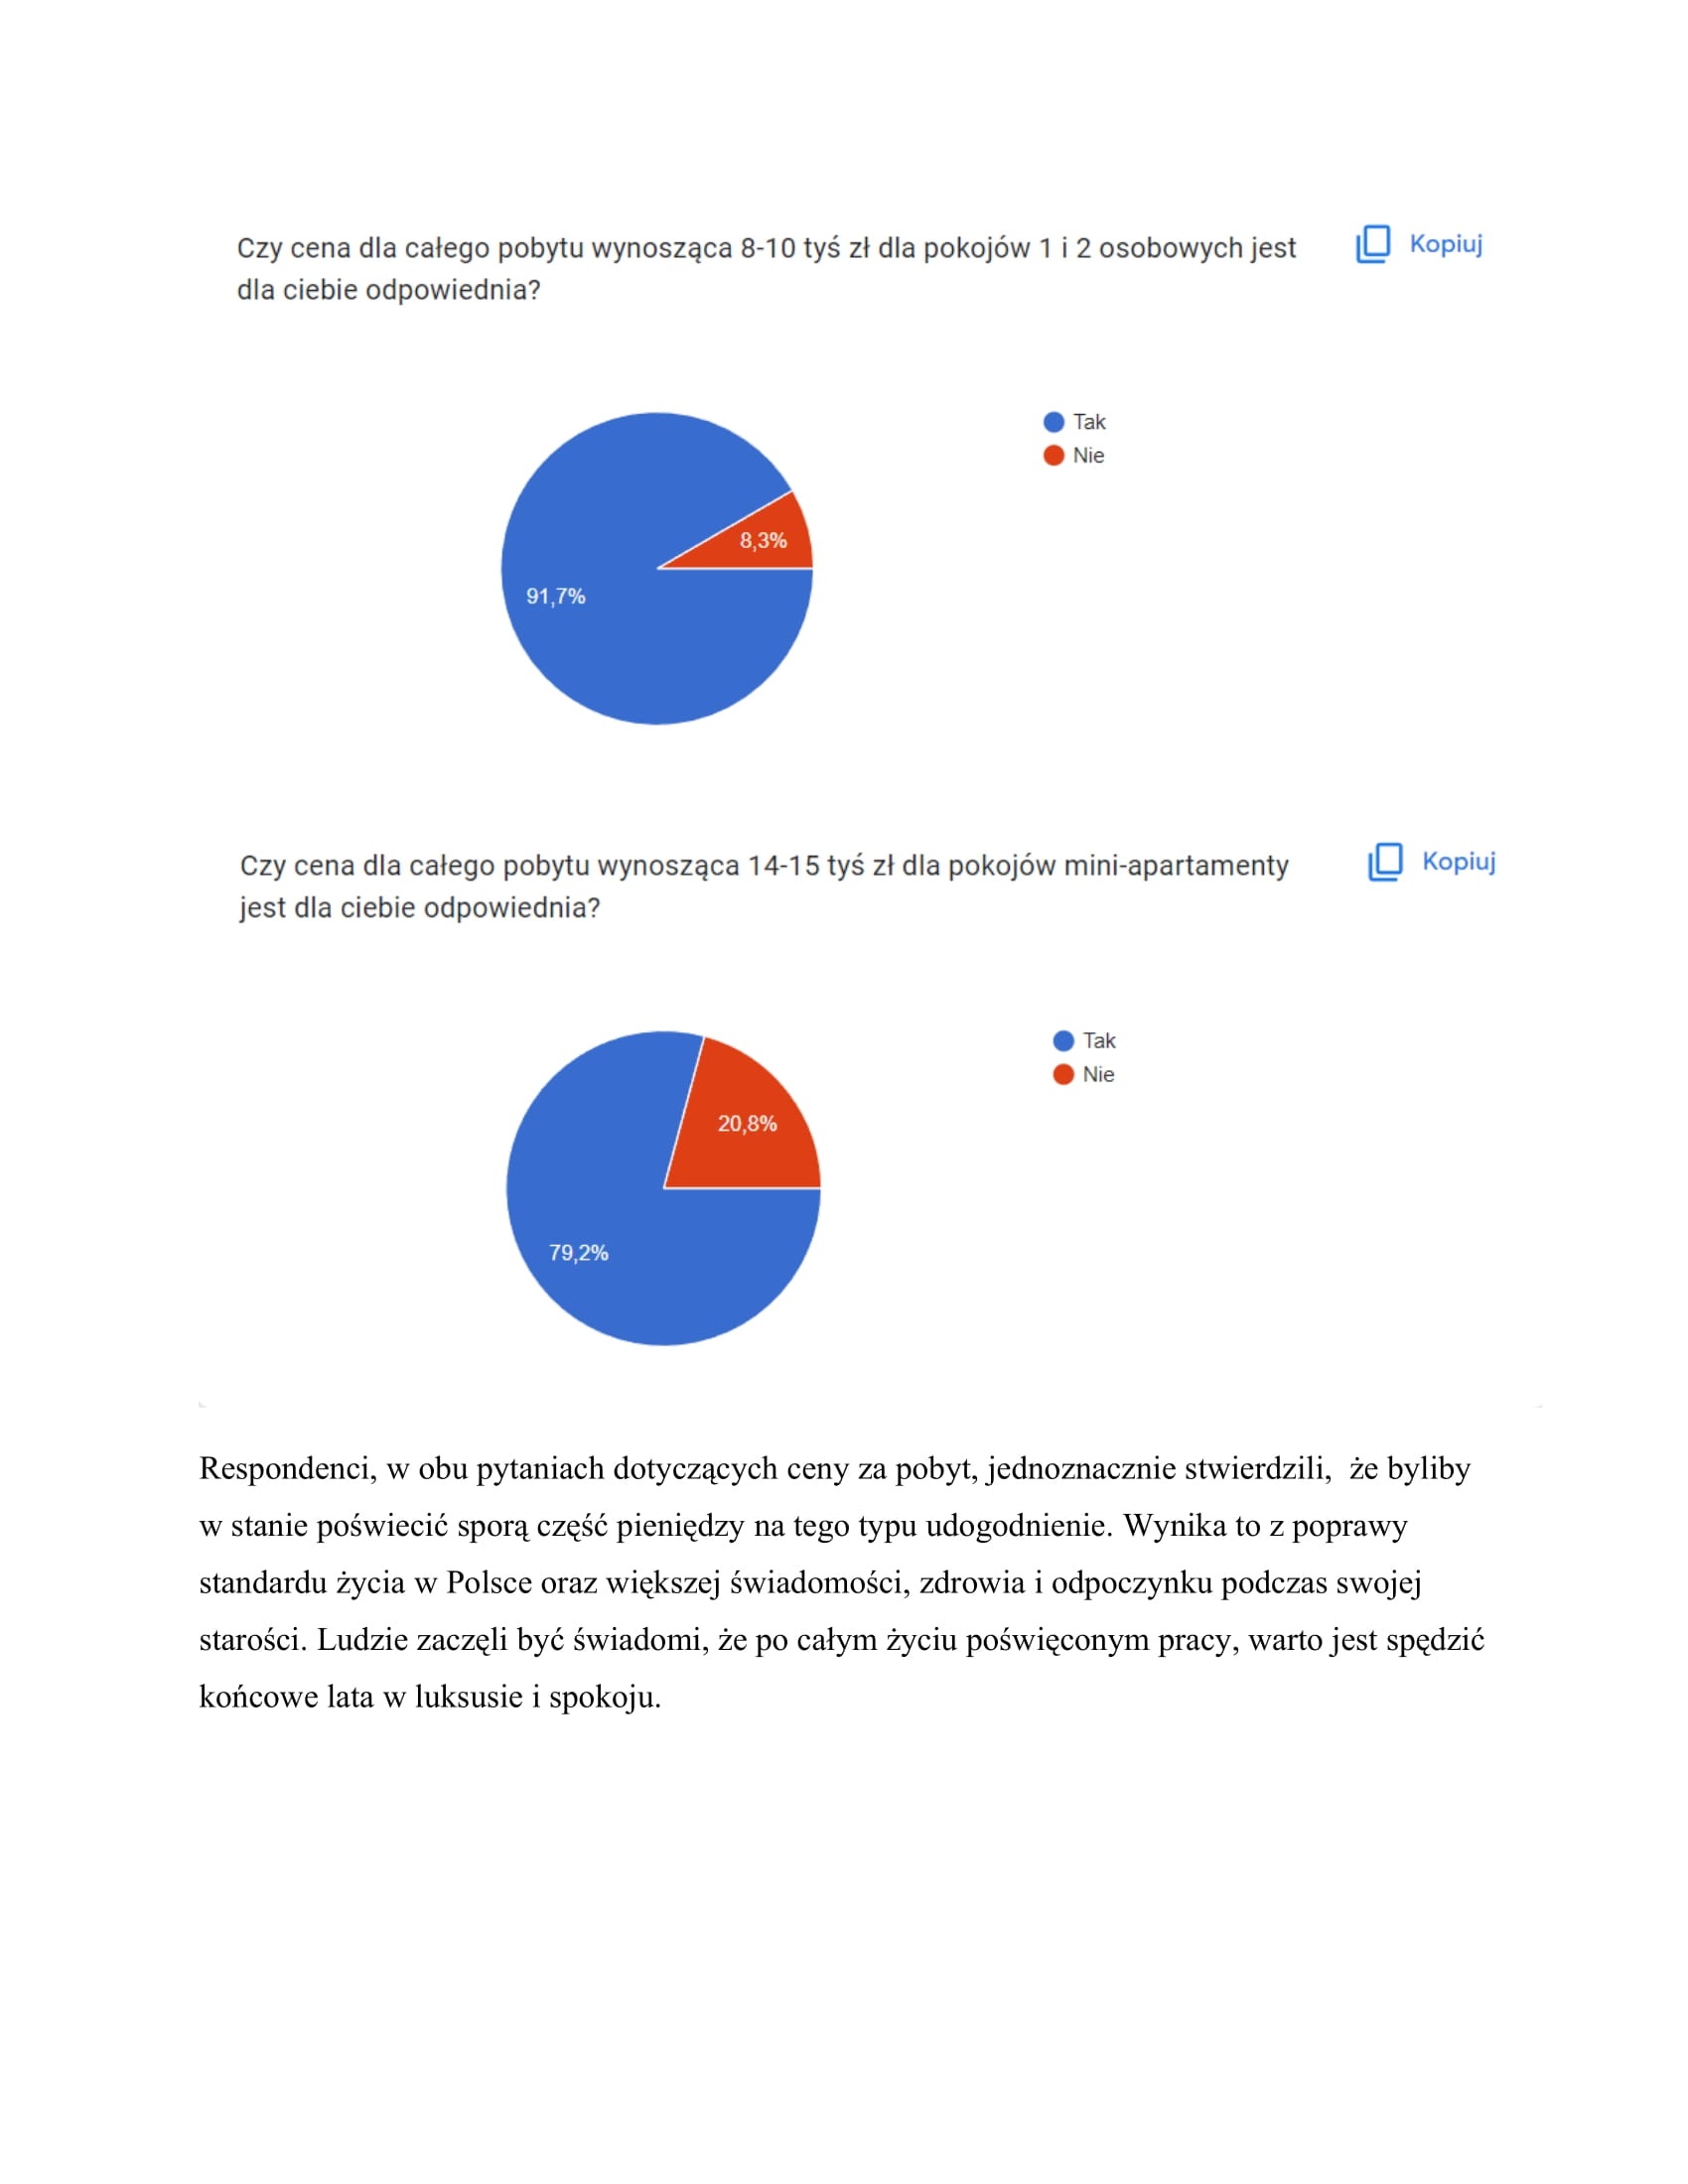 Czy cena dla całego pobytu wynosząca 8-10 tyś zł dla pokojów 1 i 2 osobowych jest
dla ciebie odpowiednia?
Kopiuj
Tak
Nie
8,3%
91,7%
Czy cena dla całego pobytu wynosząca 14-15 tyś zł dla pokojów mini-apartamenty
jest dla ciebie odpowiednia?
Kopiuj
Tak
Nie
20,8%
79,2%
Respondenci, w obu pytaniach dotyczących ceny za pobyt, jednoznacznie stwierdzili,  że byliby
w stanie poświecić sporą część pieniędzy na tego typu udogodnienie. Wynika to z poprawy
standardu życia w Polsce oraz większej świadomości, zdrowia i odpoczynku podczas swojej
starości. Ludzie zaczęli być świadomi, że po całym życiu poświęconym pracy, warto jest spędzić
końcowe lata w luksusie i spokoju.